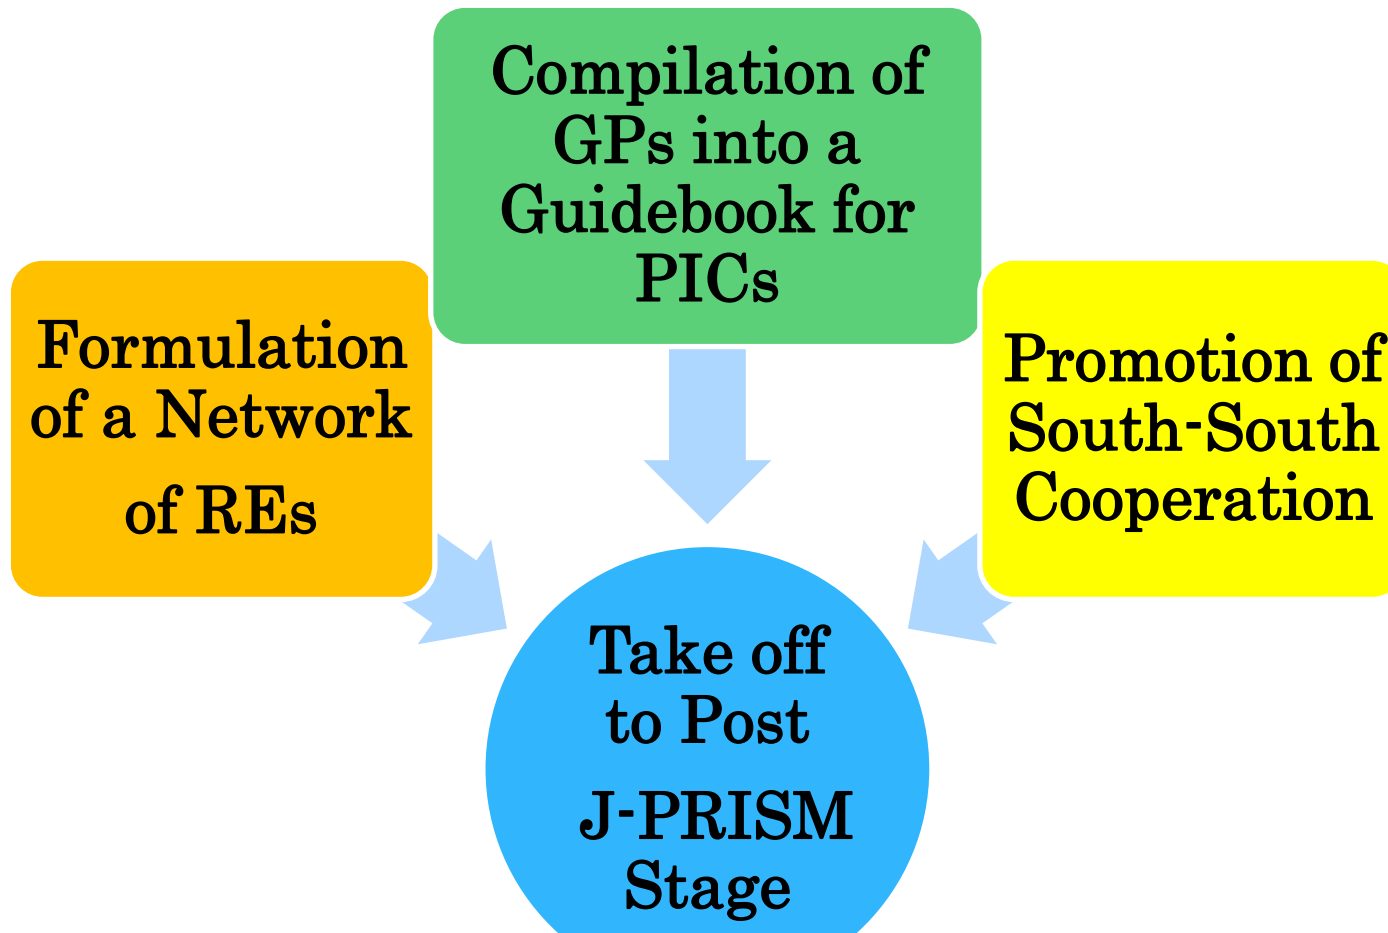 Compilation of
GPs into a
Guidebook for
PICs
Formulation
of a Network
of REs
Promotion of
South-South
Cooperation
Take off
to Post
J-PRISM
Stage